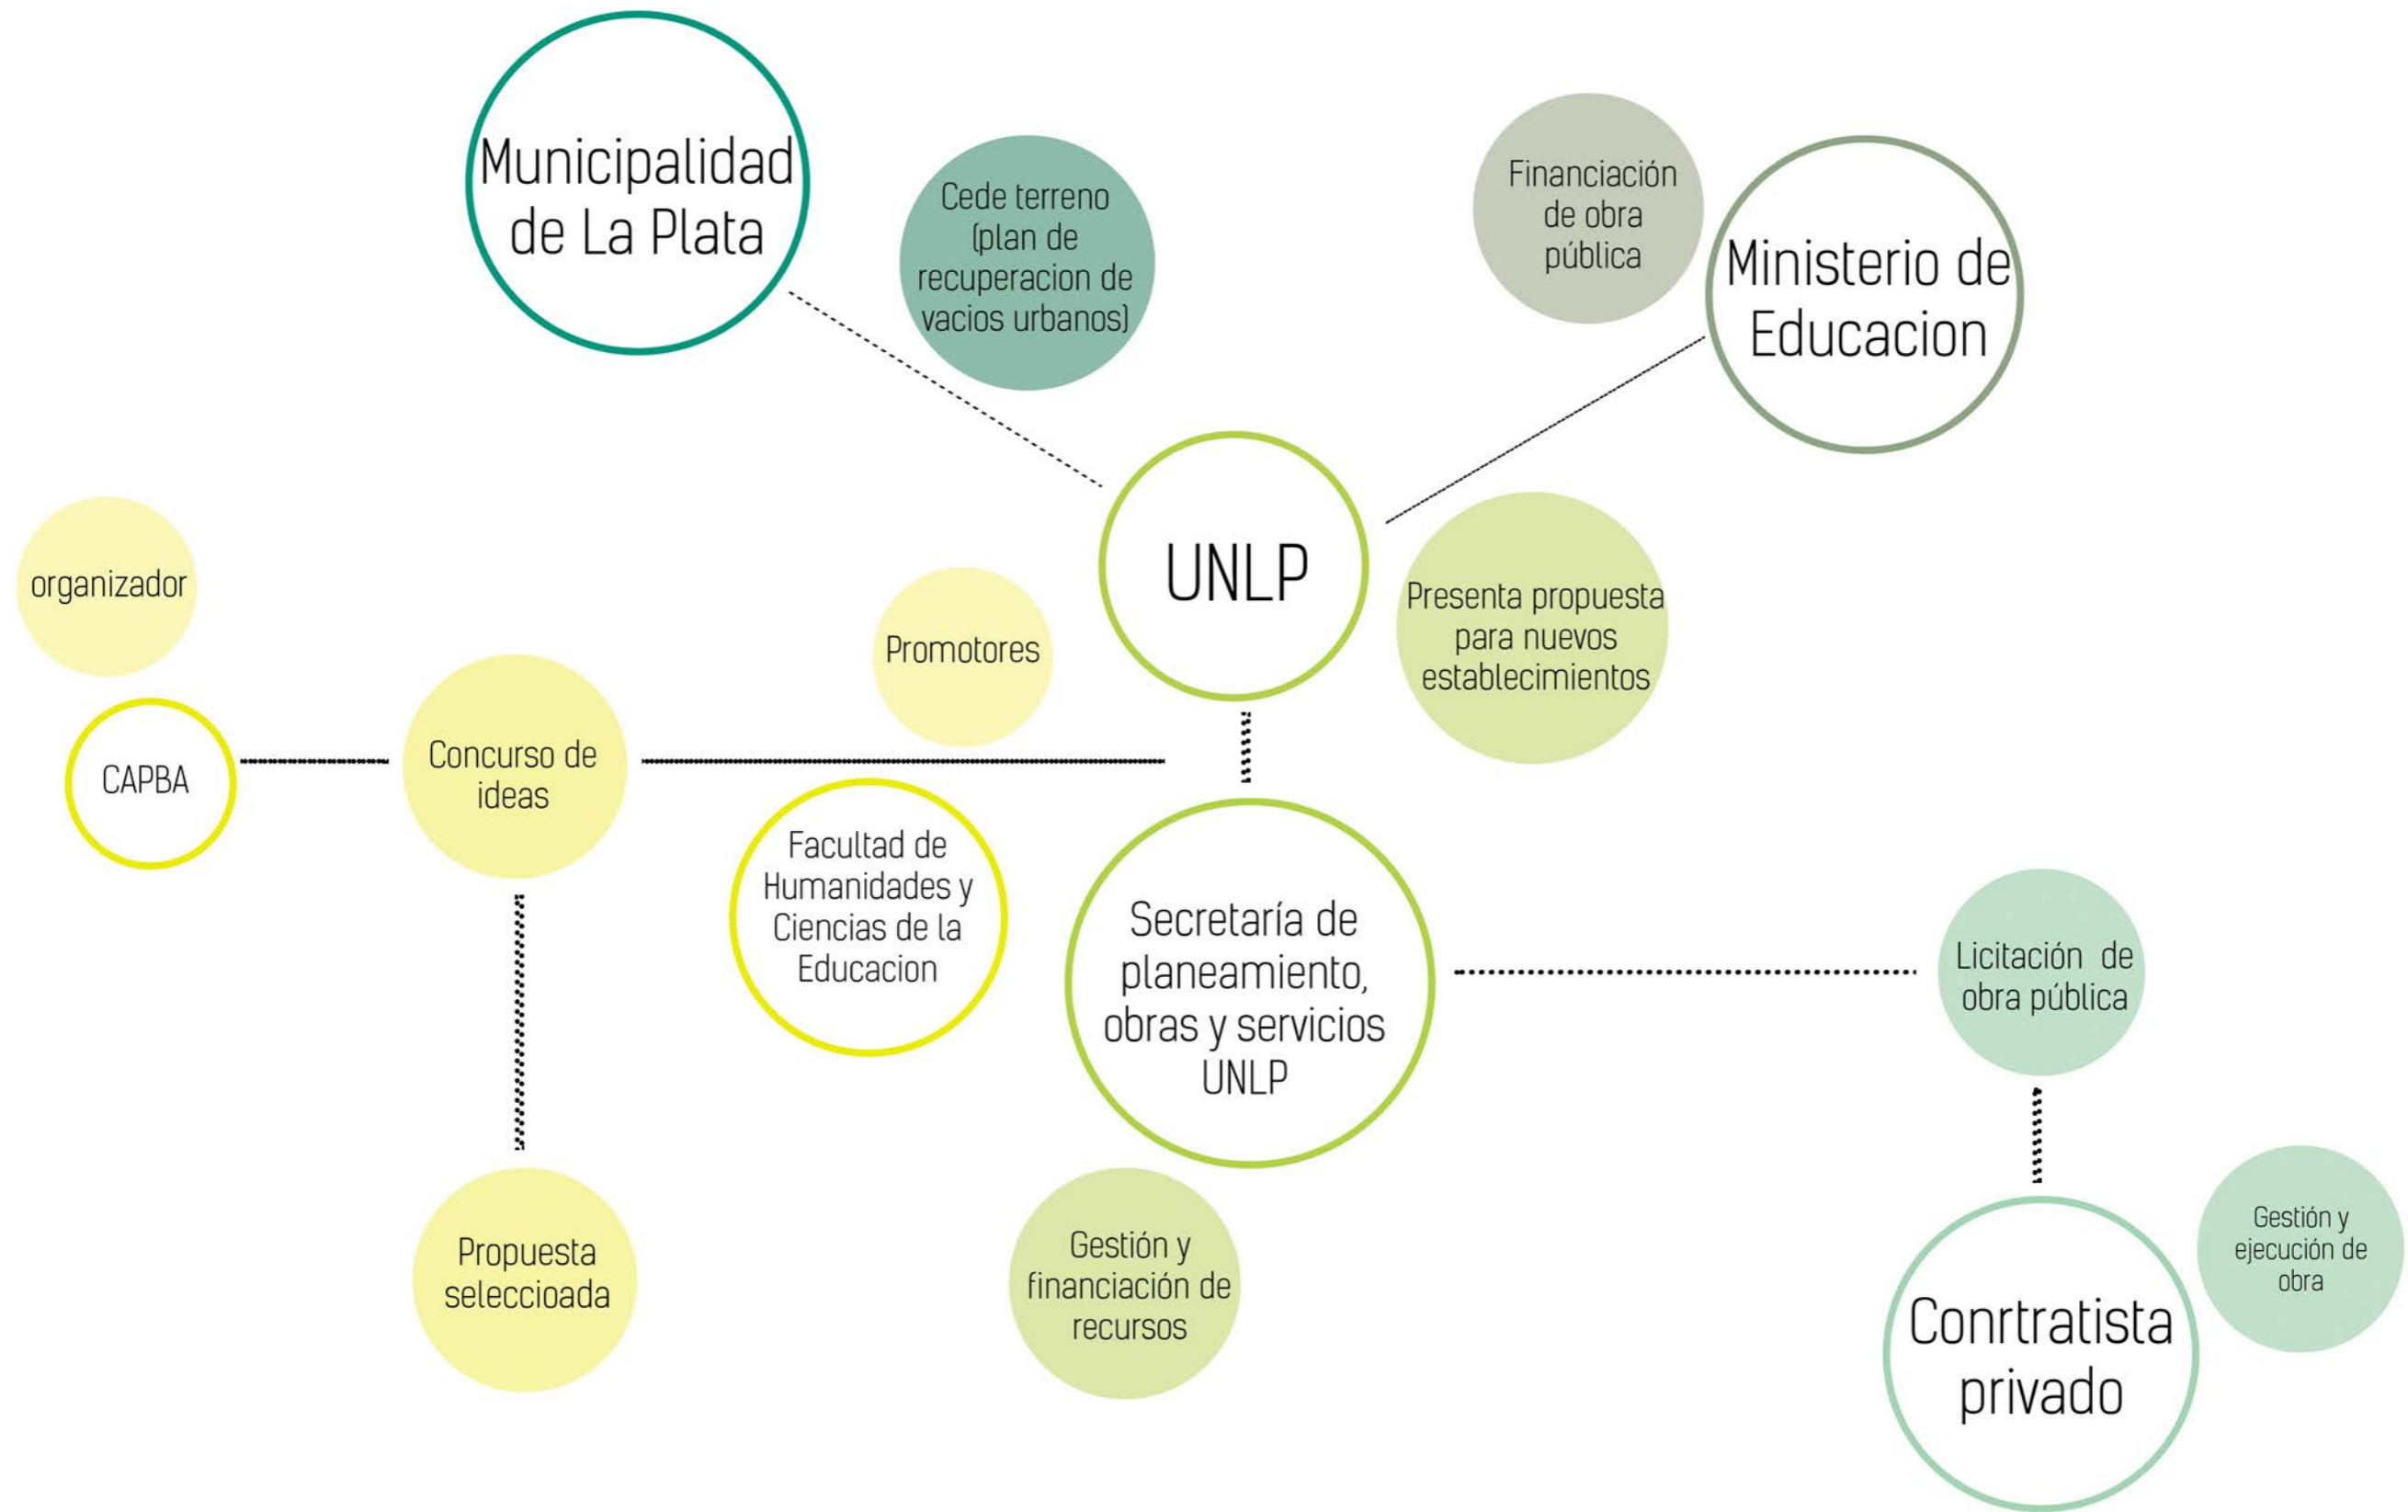 Municipalidad
de La Plata
Cede terreno
(plan de
recuperacion de
vacios urbanos)
Financiación
de obra
pública
Ministerio de
Educacion
UNLP
Presenta propuesta
para nuevos
establecimientos
organizador
Promotores
CAPBA
Concurso de
ideas
Facultad de
Humanidades y
Ciencias de la
Educacion
Secretaría de
planeamiento,
obras y servicios
UNLP
Licitación de
obra pública
Propuesta
seleccioada
Gestión y
financiación de
recursos
Gestión y
ejecución de
obra
Conrtratista
privado